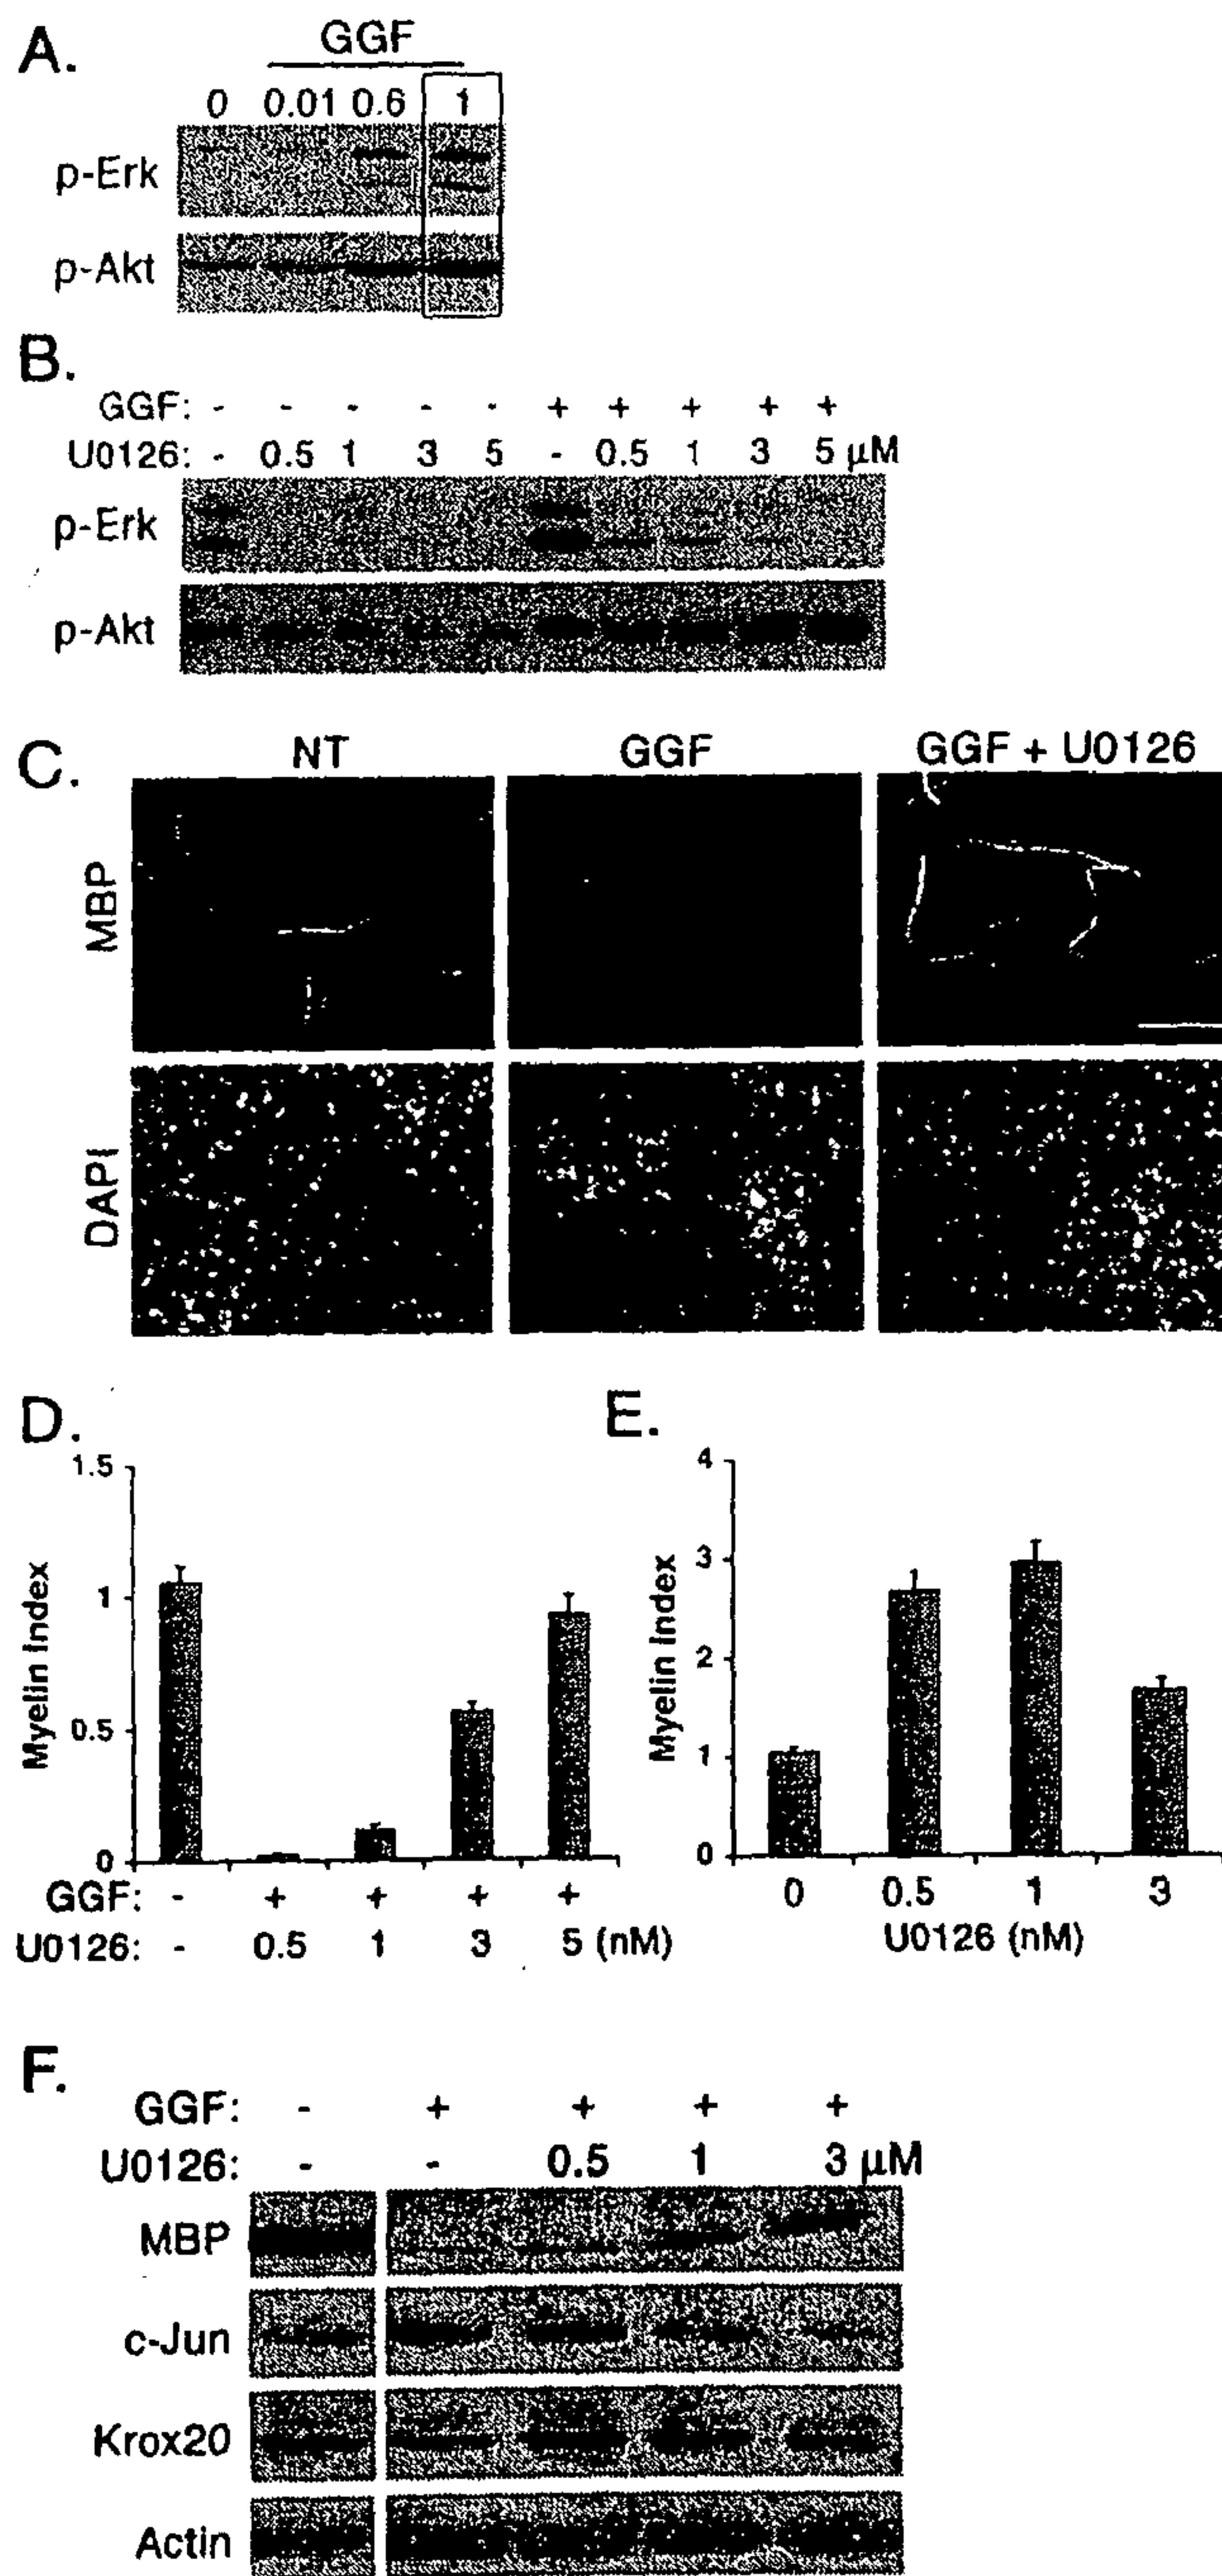 A.
GGF
0 0.01 0.6 1
p-Erk
p-Akt
B.
GGF: - - - - - + + + + +
U0126: - 0.5 1 3 5 - 0.5 1 3 5 μM
p-Erk
p-Akt
C.
NT GGF GGF + U0126
MBP
DAPI
D.
1.5
1
0.5
0
Myelin Index
GGF: - + + + +
U0126: - 0.5 1 3 5 (nM)
E.
4
3
2
1
0
Myelin Index
0 0.5 1 3
U0126 (nM)
F.
GGF: - + + + +
U0126: - - 0.5 1 3 μM
MBP
c-Jun
Krox20
Actin